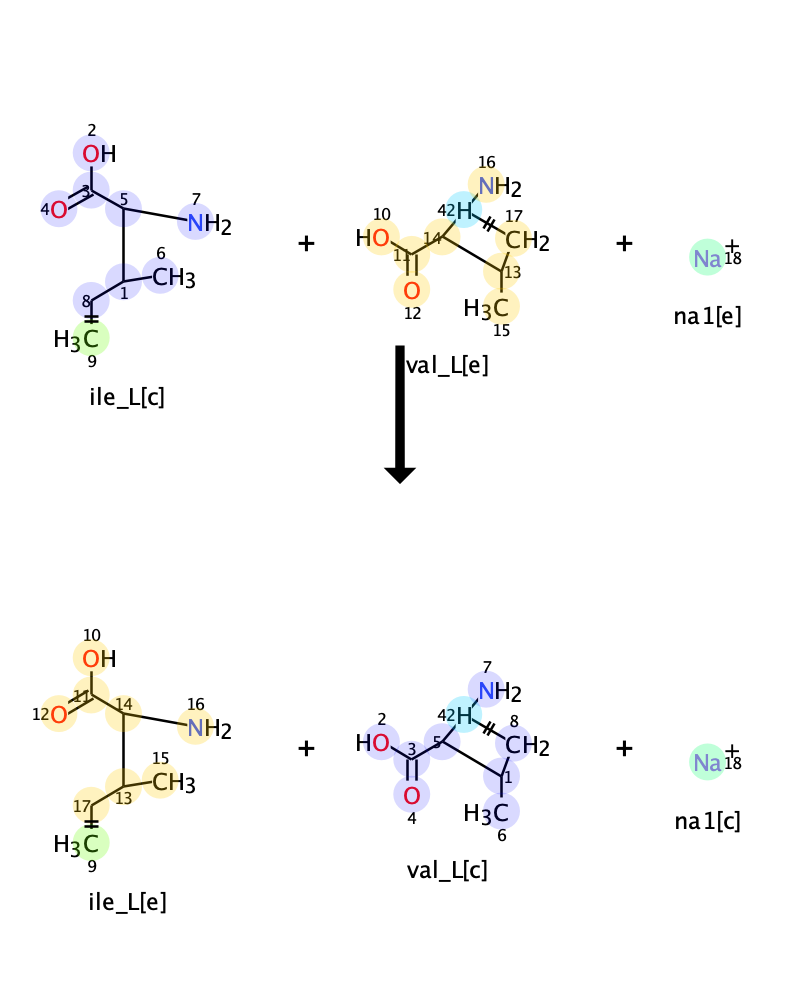 2
OH
3
4O
5
7
NH2
6
CH3
1
8
H3C
9
ile_L[c]
+
16
NH2
42
H
17
CH2
10
HO
14
11
13
O
12
H3C
15
val_L[e]
+
Na+
18
na1[e]
10
OH
11
12O
14
16
NH2
15
CH3
13
17
H3C
9
ile_L[e]
+
7
NH2
42
H
8
CH2
2
HO
5
3
1
O
4
H3C
6
val_L[c]
+
Na+
18
na1[c]